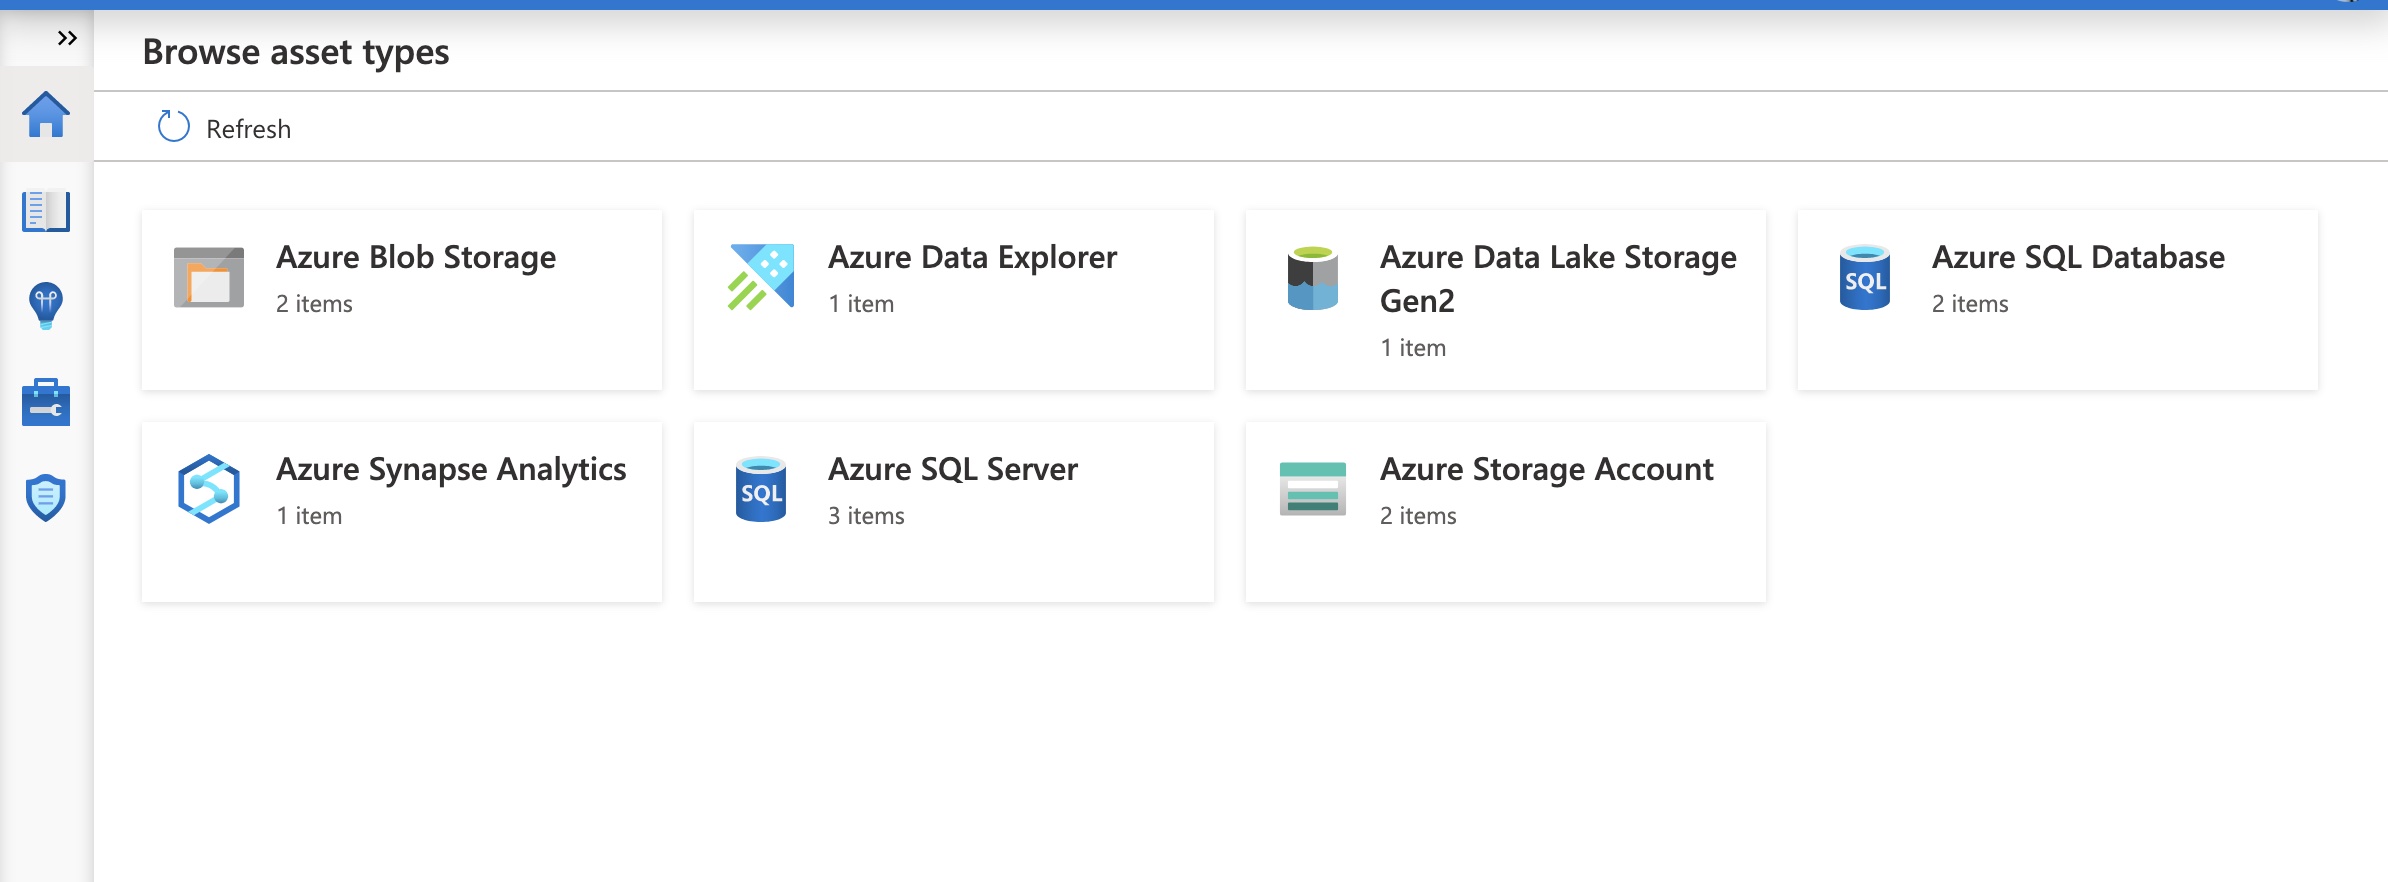 Browse asset types
Refresh
Azure Blob Storage
2 items
Azure Data Explorer
1 item
Azure Data Lake Storage
Gen2
1 item
SQL
Azure SQL Database
2 items
Azure Synapse Analytics
1 item
SQL
Azure SQL Server
3 items
Azure Storage Account
2 items